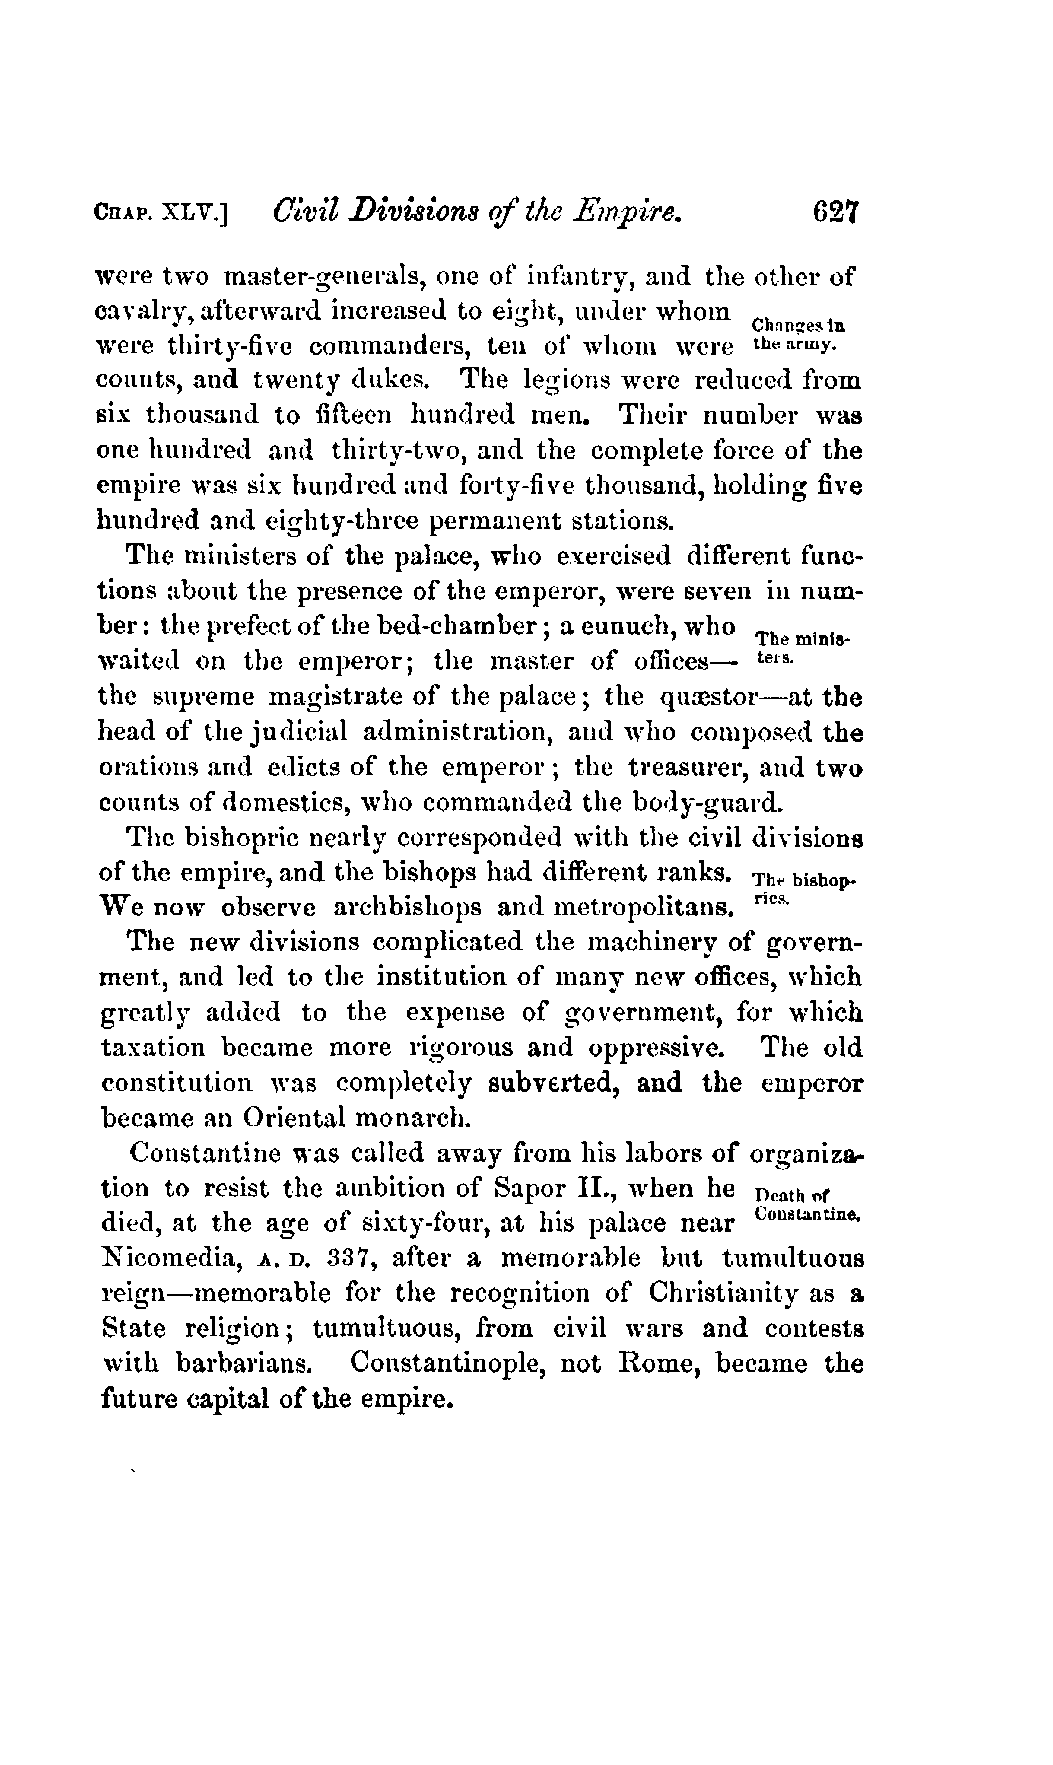 CHAP. XLV.] Civil Divisions of the Empire. 627
were two master-generals, one of infantry, and the other of
cavalry, afterward increased to eight, under whom
Changes in
the army.
were thirty-five commanders, ten of whom were
counts, and twenty dukes. The legions were reduced from
six thousand to fifteen hundred men. Their number was
one hundred and thirty-two, and the complete force of the
empire was six hundred and forty-five thousand, holding five
hundred and eighty-three permanent stations.
The ministers of the palace, who exercised different func-
tions about the presence of the emperor, were seven in num-
ber: the prefect of the bed-chamber; a eunuch, who
The minis-
ters.
waited on the emperor; the master of offices—
the supreme magistrate of the palace; the quæstor—at the
head of the judicial administration, and who composed the
orations and edicts of the emperor; the treasurer, and two
counts of domestics, who commanded the body-guard.
The bishopric nearly corresponded with the civil divisions
of the empire, and the bishops had different ranks.
The bishop-
rics.
We now observe archbishops and metropolitans.
The new divisions complicated the machinery of govern-
ment, and led to the institution of many new offices, which
greatly added to the expense of government, for which
taxation became more rigorous and oppressive. The old
constitution was completely subverted, and the emperor
became an Oriental monarch.
Constantine was called away from his labors of organiza-
tion to resist the ambition of Sapor II., when he
Death of
Constantine.
died, at the age of sixty-four, at his palace near
Nicomedia, A. D. 337, after a memorable but tumultuous
reign—memorable for the recognition of Christianity as a
State religion; tumultuous, from civil wars and contests
with barbarians. Constantinople, not Rome, became the
future capital of the empire.